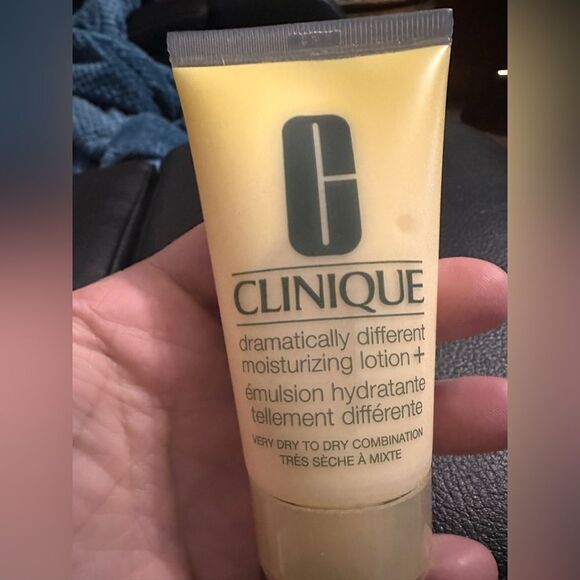 C
CLINIQUE
dramatically different
moisturizing lotion+
émulsion hydratante
tellement différente
VERY DRY TO DRY COMBINATION
TRÈS SÈCHE À MIXTE